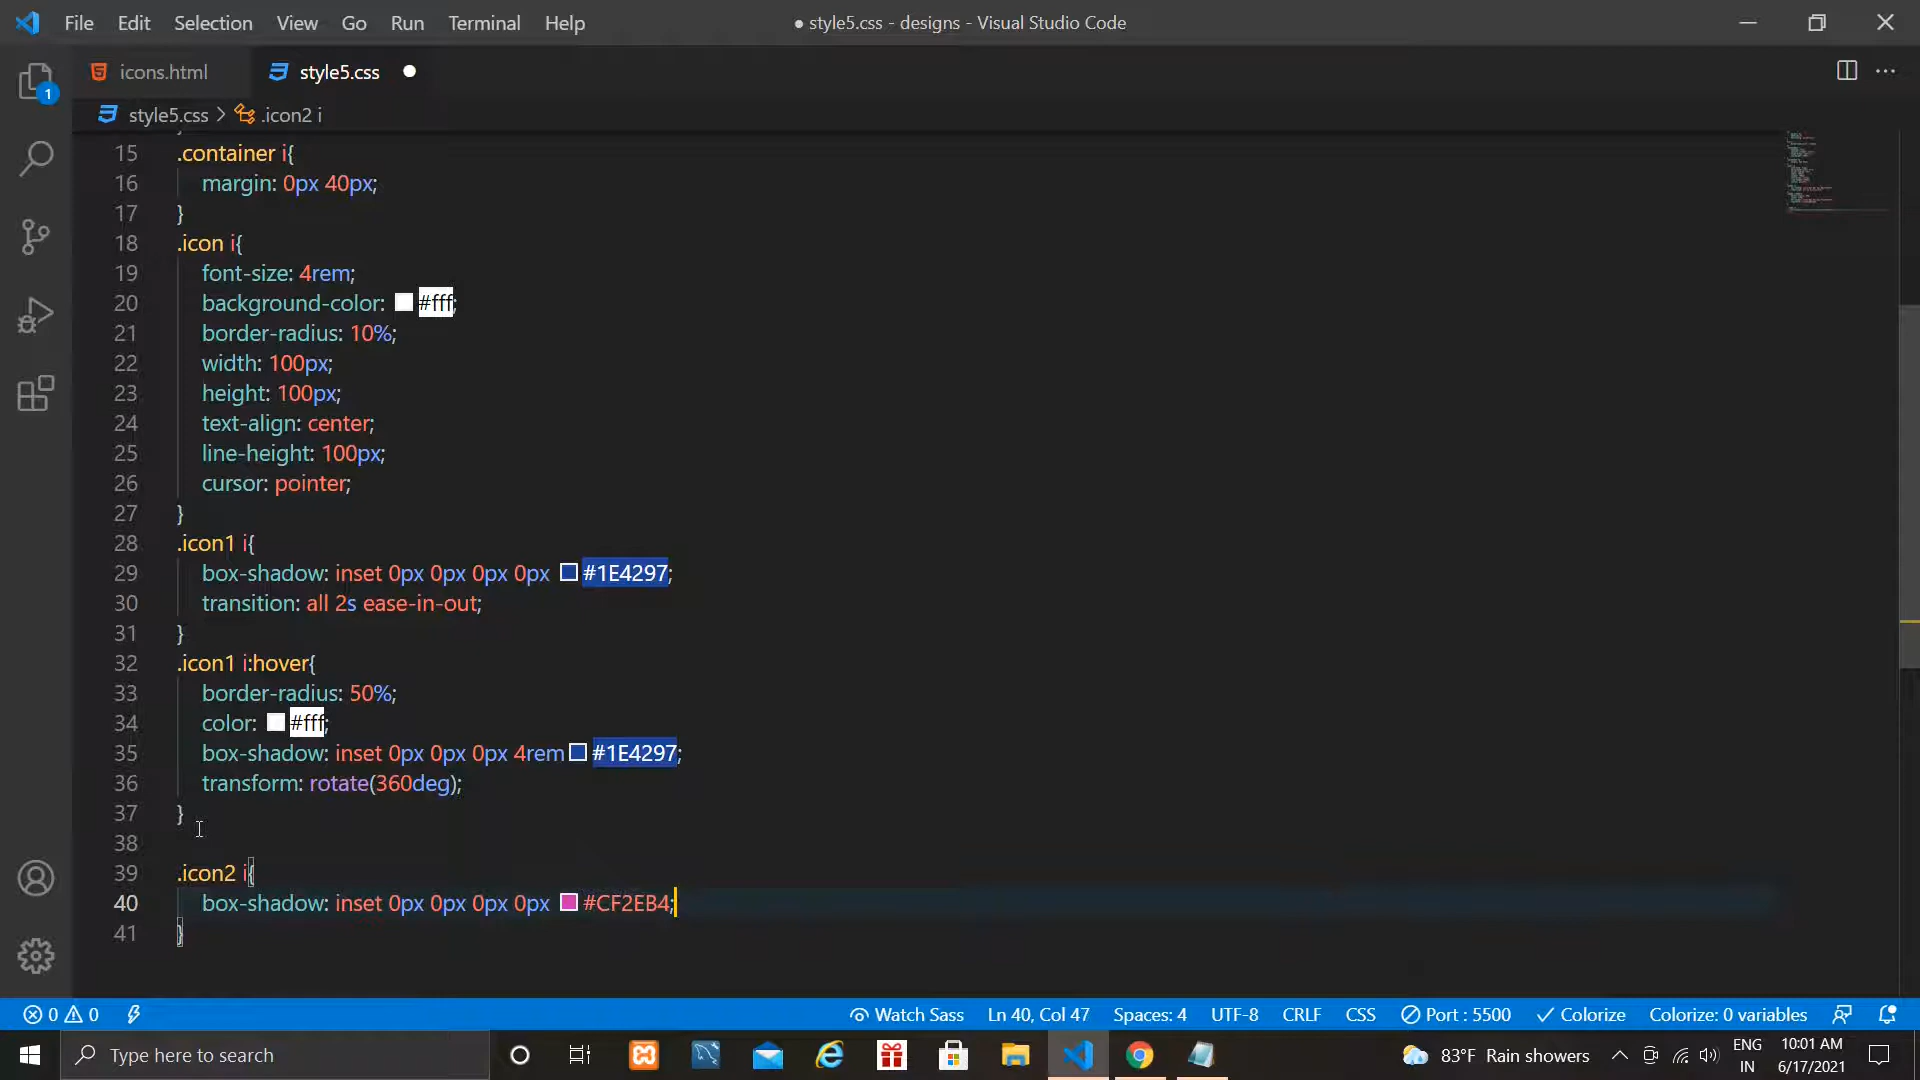 File Edit Selection View Go Run Terminal Help
● style5.css - designs - Visual Studio Code
icons.html
style5.css ●
style5.css > .icon2 i
1
15 .container i{
16 margin: 0px 40px;
17 }
18 .icon i{
19 font-size: 4rem;
20 background-color: #fff;
21 border-radius: 10%;
22 width: 100px;
23 height: 100px;
24 text-align: center;
25 line-height: 100px;
26 cursor: pointer;
27 }
28 .icon1 i{
29 box-shadow: inset 0px 0px 0px 0px #1E4297;
30 transition: all 2s ease-in-out;
31 }
32 .icon1 i:hover{
33 border-radius: 50%;
34 color: #fff;
35 box-shadow: inset 0px 0px 0px 4rem #1E4297;
36 transform: rotate(360deg);
37 }
38
39 .icon2 i{
40 box-shadow: inset 0px 0px 0px 0px #CF2EB4;
41 }
0 0 Watch Sass Ln 40, Col 47 Spaces: 4 UTF-8 CRLF CSS Port : 5500 Colorize Colorize: 0 variables
Type here to search
83°F Rain showers
ENG
IN
10:01 AM
6/17/2021